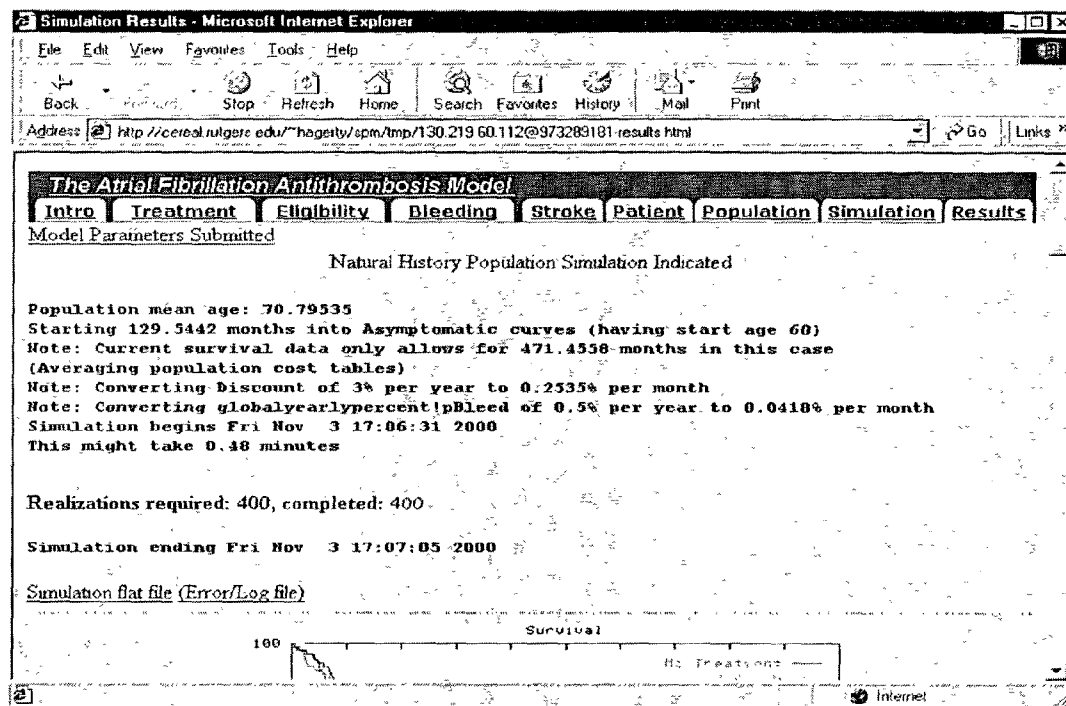 Simulation Results - Microsoft Internet Explorer
File Edit View Favorites Tools Help
Back Stop Refresh Home Search Favorites History Mail Print
Address http://cereal.rutgers.edu/~hagerty/spm/tmp/130.219.60.112@973289181-results.html Go Links »
The Atrial Fibrillation Antithrombosis Model
Intro Treatment Eligibility Bleeding Stroke Patient Population Simulation Results
Model Parameters Submitted
Natural History Population Simulation Indicated
Population mean age: 70.79535
Starting 129.5442 months into Asymptomatic curves (having start age 60)
Note: Current survival data only allows for 471.4558 months in this case
(Averaging population cost tables)
Note: Converting Discount of 3% per year to 0.2535% per month
Note: Converting globalyearlypercent!pBleed of 0.5% per year to 0.0418% per month
Simulation begins Fri Nov 3 17:06:31 2000
This might take 0.48 minutes
Realizations required: 400, completed: 400
Simulation ending Fri Nov 3 17:07:05 2000
Simulation flat file (Error/Log file)
Survival
100
No Treatment
Internet